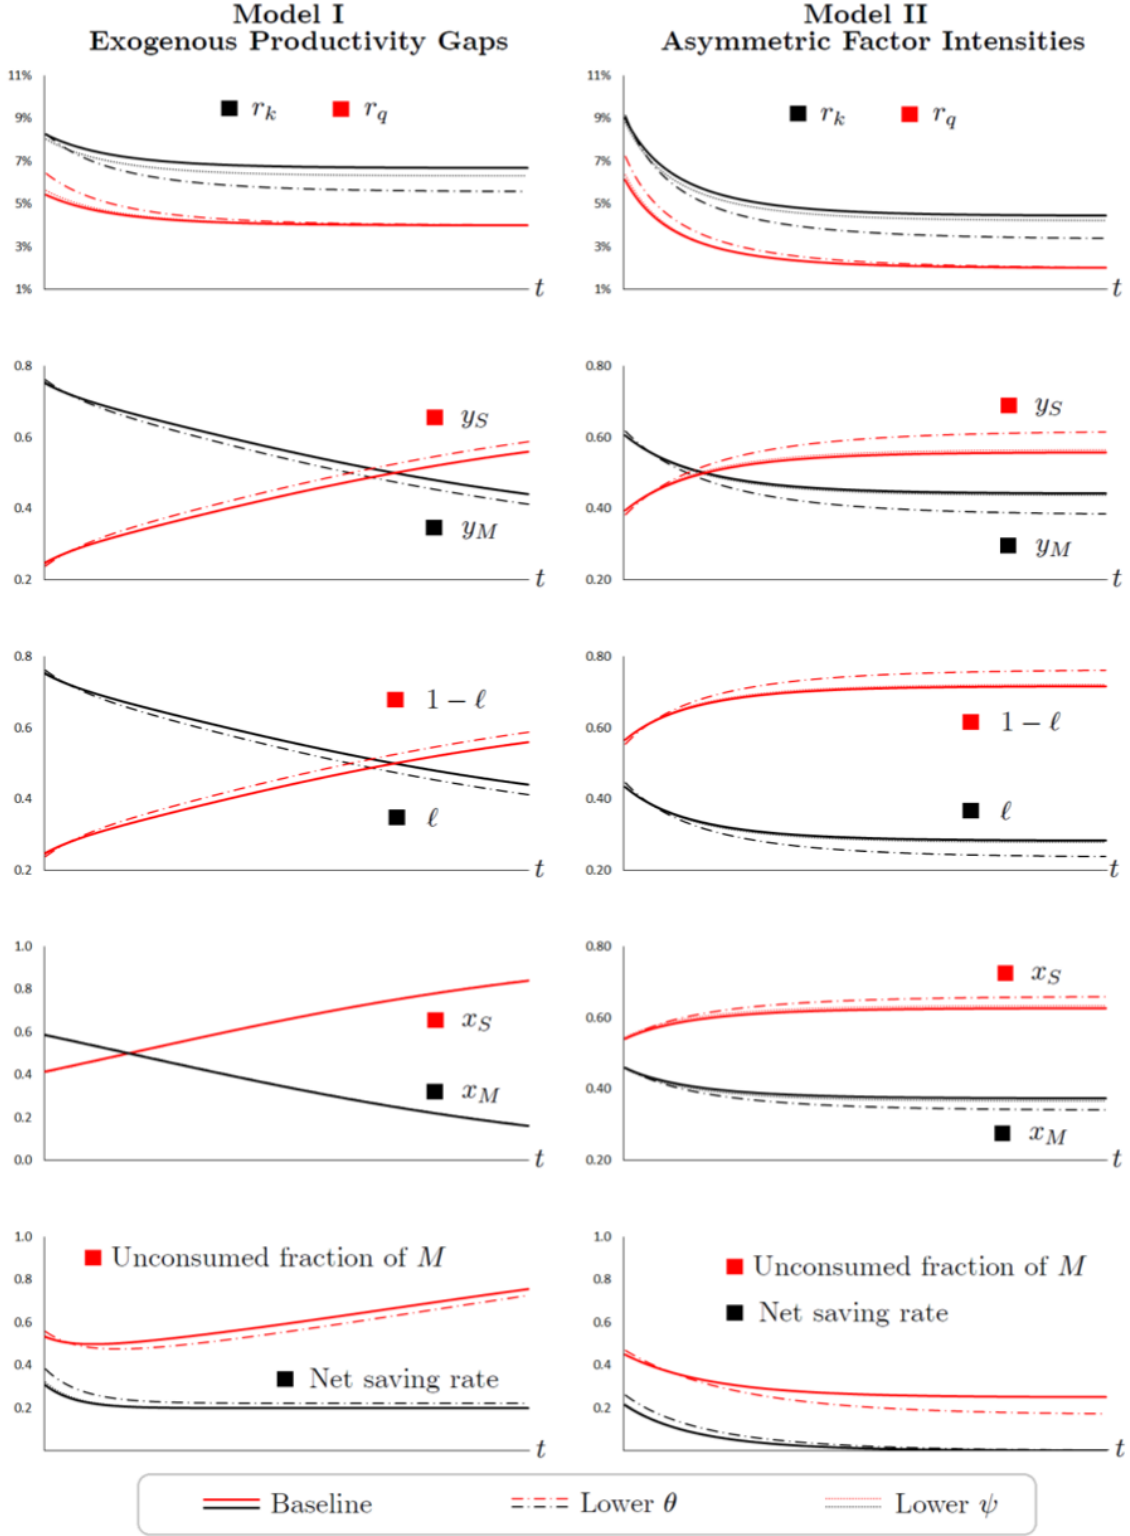 Model I
Exogenous Productivity Gaps
Model II
Asymmetric Factor Intensities
11%
9%
7%
5%
3%
1%
r_k
r_q
t
11%
9%
7%
5%
3%
1%
r_k
r_q
t
0.8
0.6
0.4
0.2
y_S
y_M
t
0.80
0.60
0.40
0.20
y_S
y_M
t
0.8
0.6
0.4
0.2
1 − ℓ
ℓ
t
0.80
0.60
0.40
0.20
1 − ℓ
ℓ
t
1.0
0.8
0.6
0.4
0.2
0.0
x_S
x_M
t
0.80
0.60
0.40
0.20
x_S
x_M
t
1.0
0.8
0.6
0.4
0.2
Unconsumed fraction of M
Net saving rate
t
1.0
0.8
0.6
0.4
0.2
Unconsumed fraction of M
Net saving rate
t
Baseline
Lower θ
Lower ψ